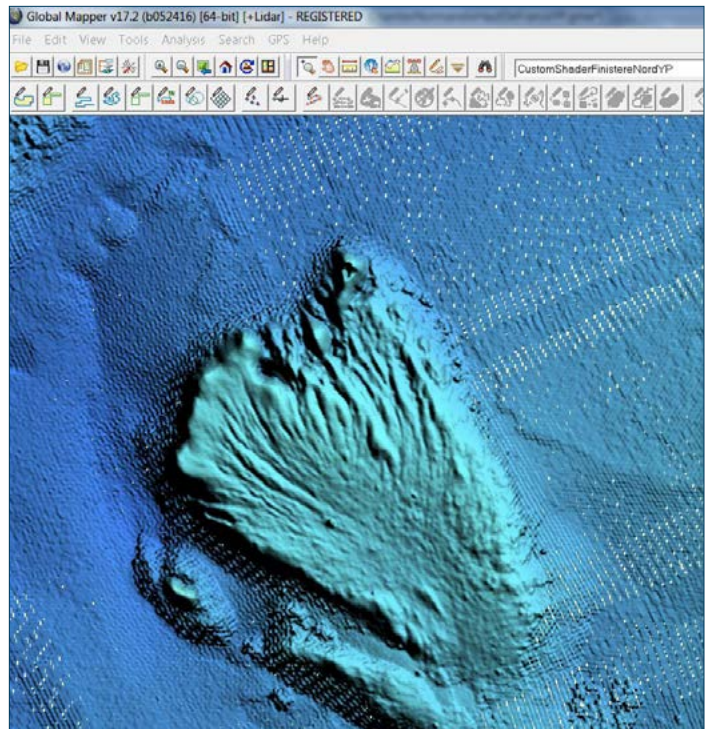 Global Mapper v17.2 (b052416) [64-bit] [+Lidar] - REGISTERED
File Edit View Tools Analysis Search GPS Help
CustomShaderFinistereNordYP